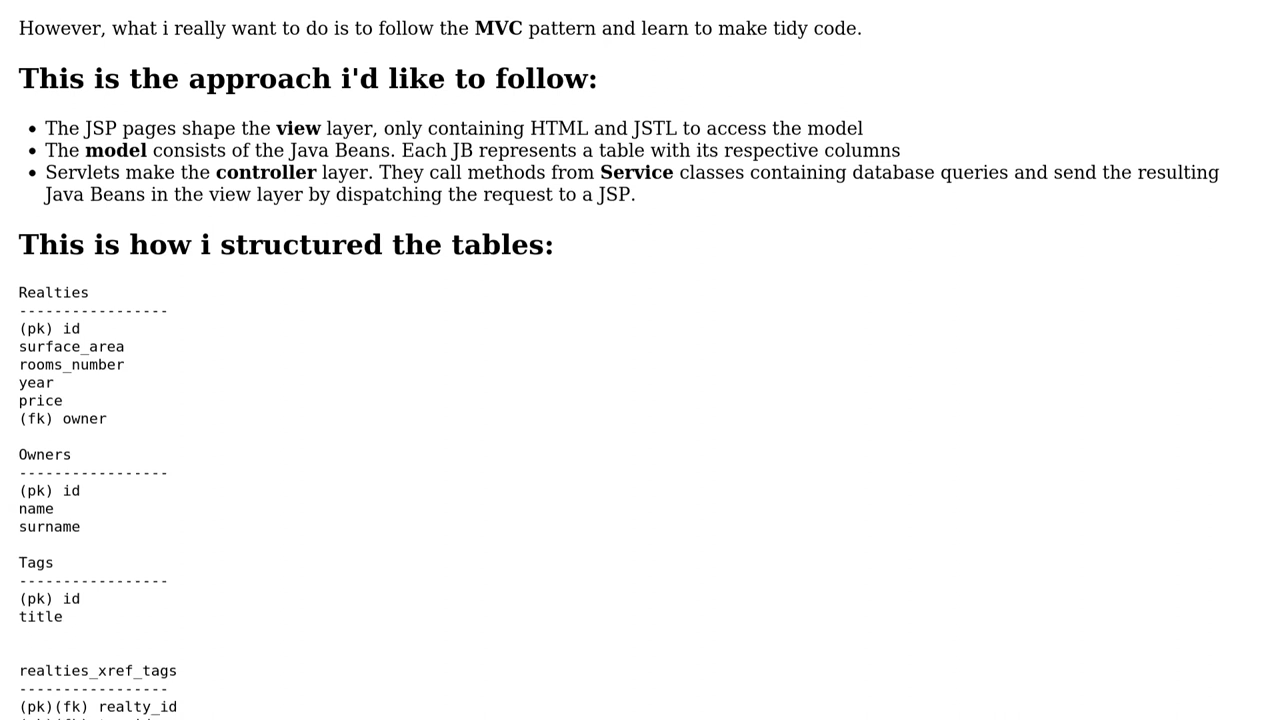 However, what i really want to do is to follow the MVC pattern and learn to make tidy code.
This is the approach i'd like to follow:
• The JSP pages shape the view layer, only containing HTML and JSTL to access the model
• The model consists of the Java Beans. Each JB represents a table with its respective columns
• Servlets make the controller layer. They call methods from Service classes containing database queries and send the resulting
Java Beans in the view layer by dispatching the request to a JSP.
This is how i structured the tables:
Realties
-----------------
(pk) id
surface_area
rooms_number
year
price
(fk) owner
Owners
-----------------
(pk) id
name
surname
Tags
-----------------
(pk) id
title
realties_xref_tags
-----------------
(pk)(fk) realty_id